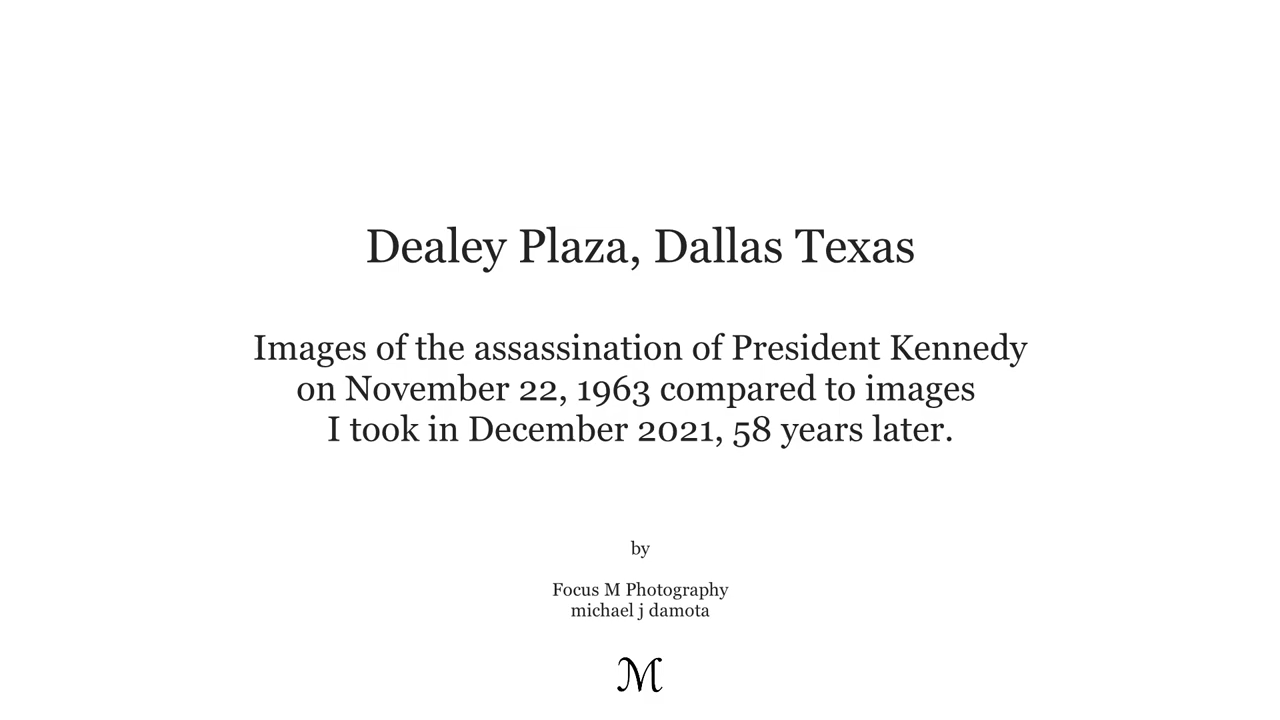 Dealey Plaza, Dallas Texas
Images of the assassination of President Kennedy
on November 22, 1963 compared to images
I took in December 2021, 58 years later.
by
Focus M Photography
michael j damota
M